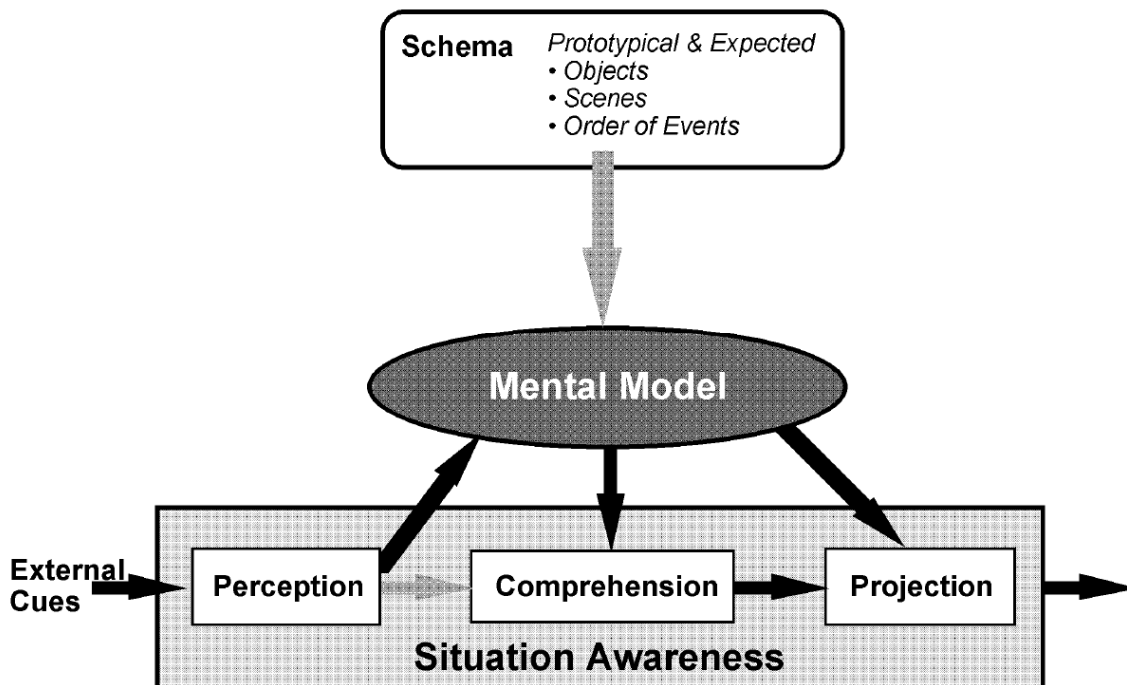 Schema
Prototypical & Expected
• Objects
• Scenes
• Order of Events
Mental Model
External
Cues
Perception
Comprehension
Projection
Situation Awareness